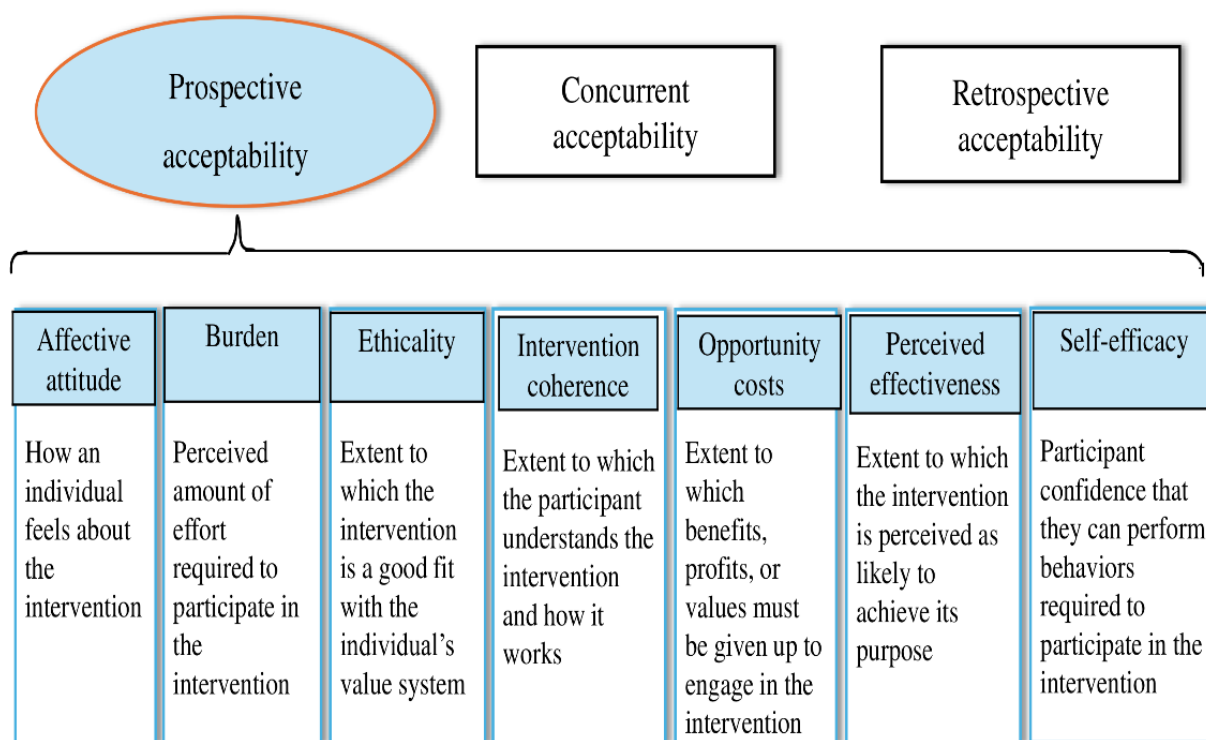 Prospective
acceptability
Concurrent
acceptability
Retrospective
acceptability
Affective
attitude
How an
individual
feels about
the
intervention
Burden
Perceived
amount of
effort
required to
participate in
the
intervention
Ethicality
Extent to
which the
intervention
is a good fit
with the
individual’s
value system
Intervention
coherence
Extent to which
the participant
understands the
intervention
and how it
works
Opportunity
costs
Extent to
which
benefits,
profits, or
values must
be given up to
engage in the
intervention
Perceived
effectiveness
Extent to which
the intervention
is perceived as
likely to
achieve its
purpose
Self-efficacy
Participant
confidence that
they can perform
behaviors
required to
participate in the
intervention